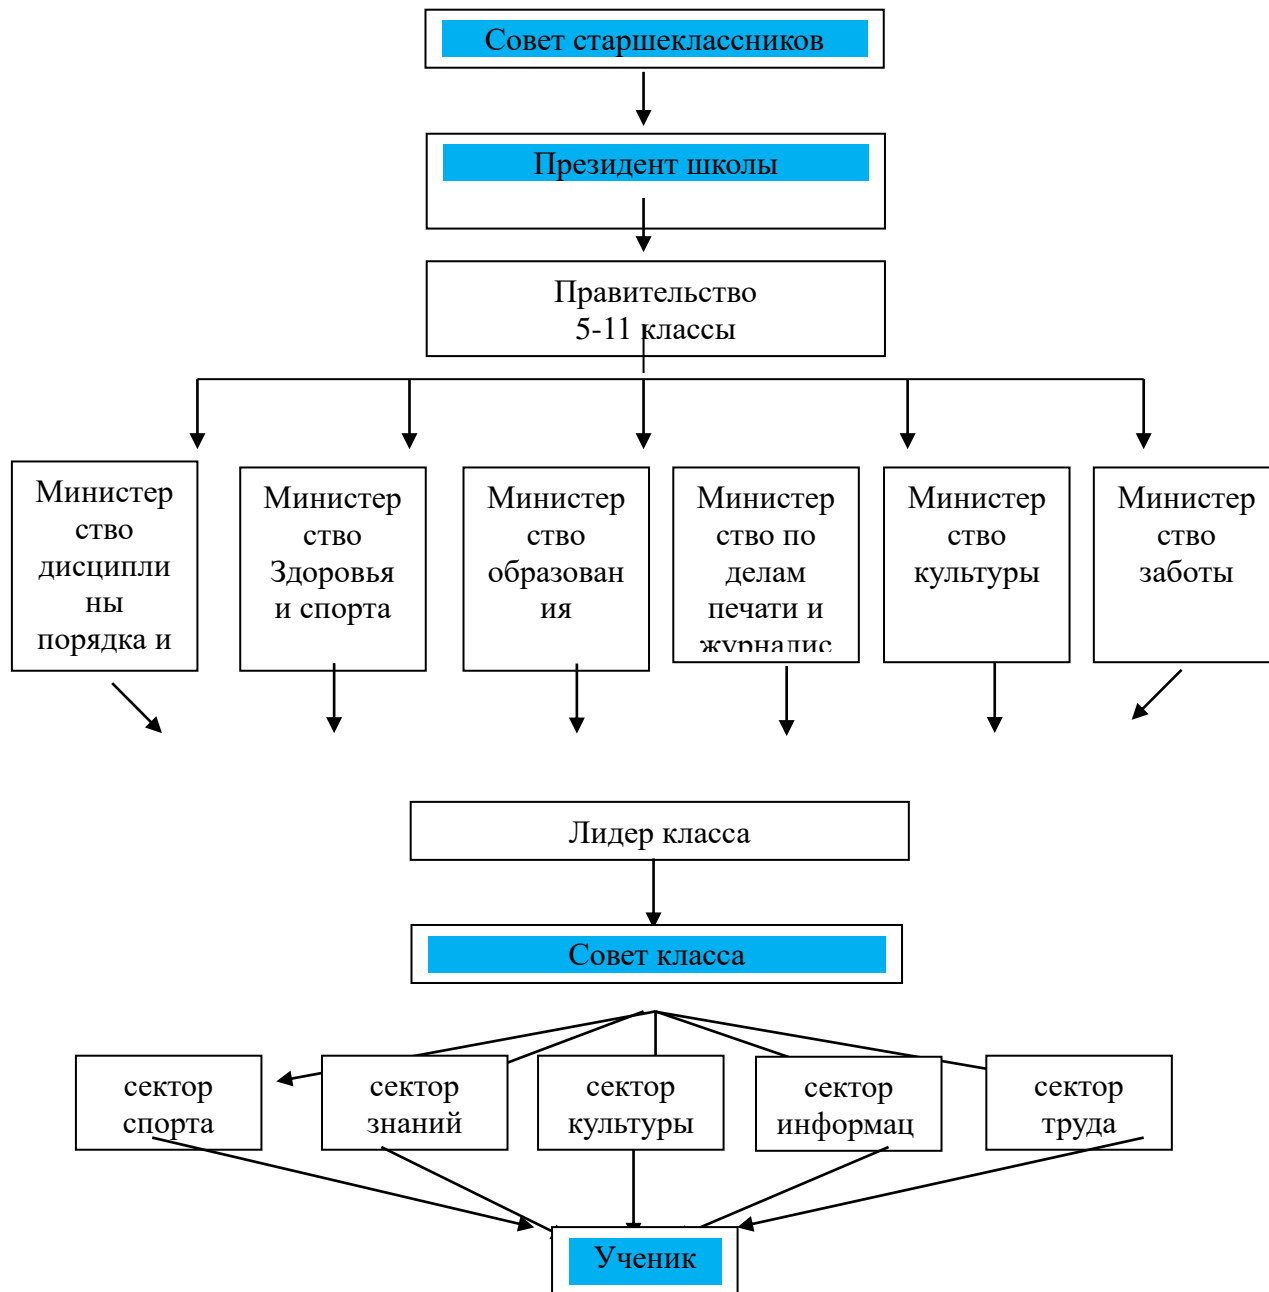 Совет старшеклассников
Президент школы
Правительство
5-11 классы
Министер
ство
дисципли
ны
порядка и
Министер
ство
Здоровья
и спорта
Министер
ство
образован
ия
Министер
ство по
делам
печати и
журналис
Министер
ство
культуры
Министер
ство
заботы
Лидер класса
Совет класса
сектор
спорта
сектор
знаний
сектор
культуры
сектор
информац
сектор
труда
Ученик